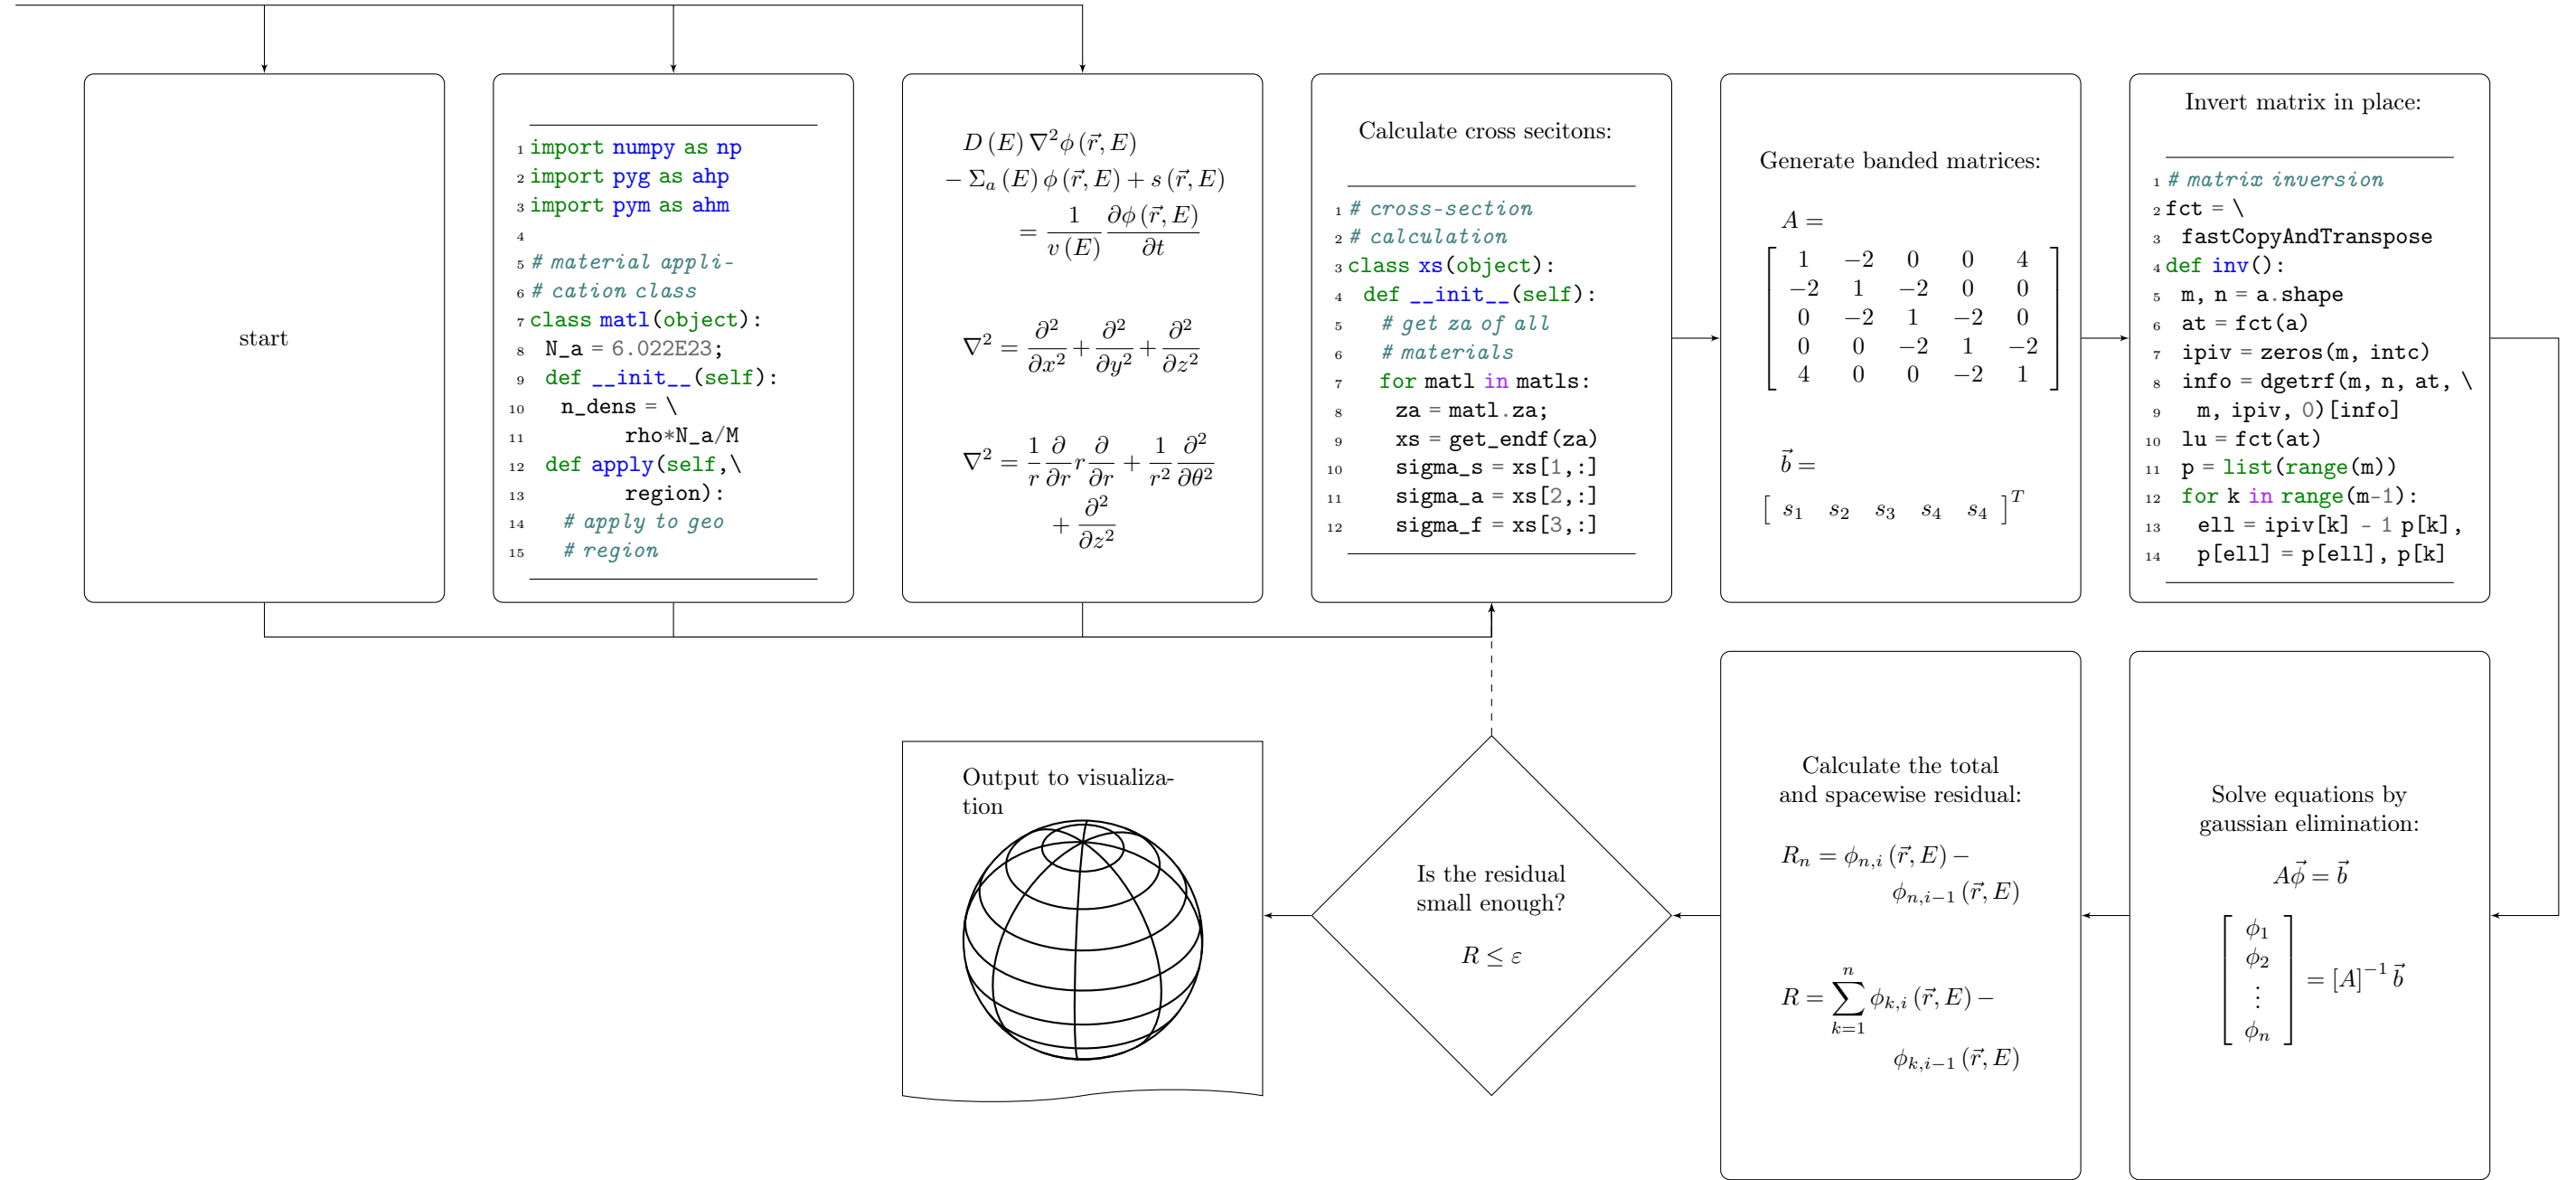 start
1 import numpy as np
2 import pyg as ahp
3 import pym as ahm
4
5 # material appli-
6 # cation class
7 class matl(object):
8 N_a = 6.022E23;
9 def __init__(self):
10 n_dens = \
11 rho*N_a/M
12 def apply(self,\
13 region):
14 # apply to geo
15 # region
D (E) ∇²ϕ (r⃗, E)
− Σₐ (E) ϕ (r⃗, E) + s (r⃗, E)
= 1/v (E) ∂ϕ (r⃗, E)/∂t
∇² = ∂²/∂x² + ∂²/∂y² + ∂²/∂z²
∇² = 1/r ∂/∂r r ∂/∂r + 1/r² ∂²/∂θ²
+ ∂²/∂z²
Calculate cross secitons:
1 # cross-section
2 # calculation
3 class xs(object):
4 def __init__(self):
5 # get za of all
6 # materials
7 for matl in matls:
8 za = matl.za;
9 xs = get_endf(za)
10 sigma_s = xs[1,:]
11 sigma_a = xs[2,:]
12 sigma_f = xs[3,:]
Generate banded matrices:
A =
1 −2 0 0 4
−2 1 −2 0 0
0 −2 1 −2 0
0 0 −2 1 −2
4 0 0 −2 1
b⃗ =
[ s₁ s₂ s₃ s₄ s₄ ]ᵀ
Invert matrix in place:
1 # matrix inversion
2 fct = \
3 fastCopyAndTranspose
4 def inv():
5 m, n = a.shape
6 at = fct(a)
7 ipiv = zeros(m, intc)
8 info = dgetrf(m, n, at, \
9 m, ipiv, 0)[info]
10 lu = fct(at)
11 p = list(range(m))
12 for k in range(m-1):
13 ell = ipiv[k] - 1 p[k],
14 p[ell] = p[ell], p[k]
Solve equations by
gaussian elimination:
Aϕ⃗ = b⃗
ϕ₁
ϕ₂
⋮
ϕₙ
= [A]⁻¹ b⃗
Calculate the total
and spacewise residual:
Rₙ = ϕₙ,ᵢ (r⃗, E) −
ϕₙ,ᵢ₋₁ (r⃗, E)
R = ∑ₖ₌₁ⁿ ϕₖ,ᵢ (r⃗, E) −
ϕₖ,ᵢ₋₁ (r⃗, E)
Is the residual
small enough?
R ≤ ε
Output to visualiza-
tion